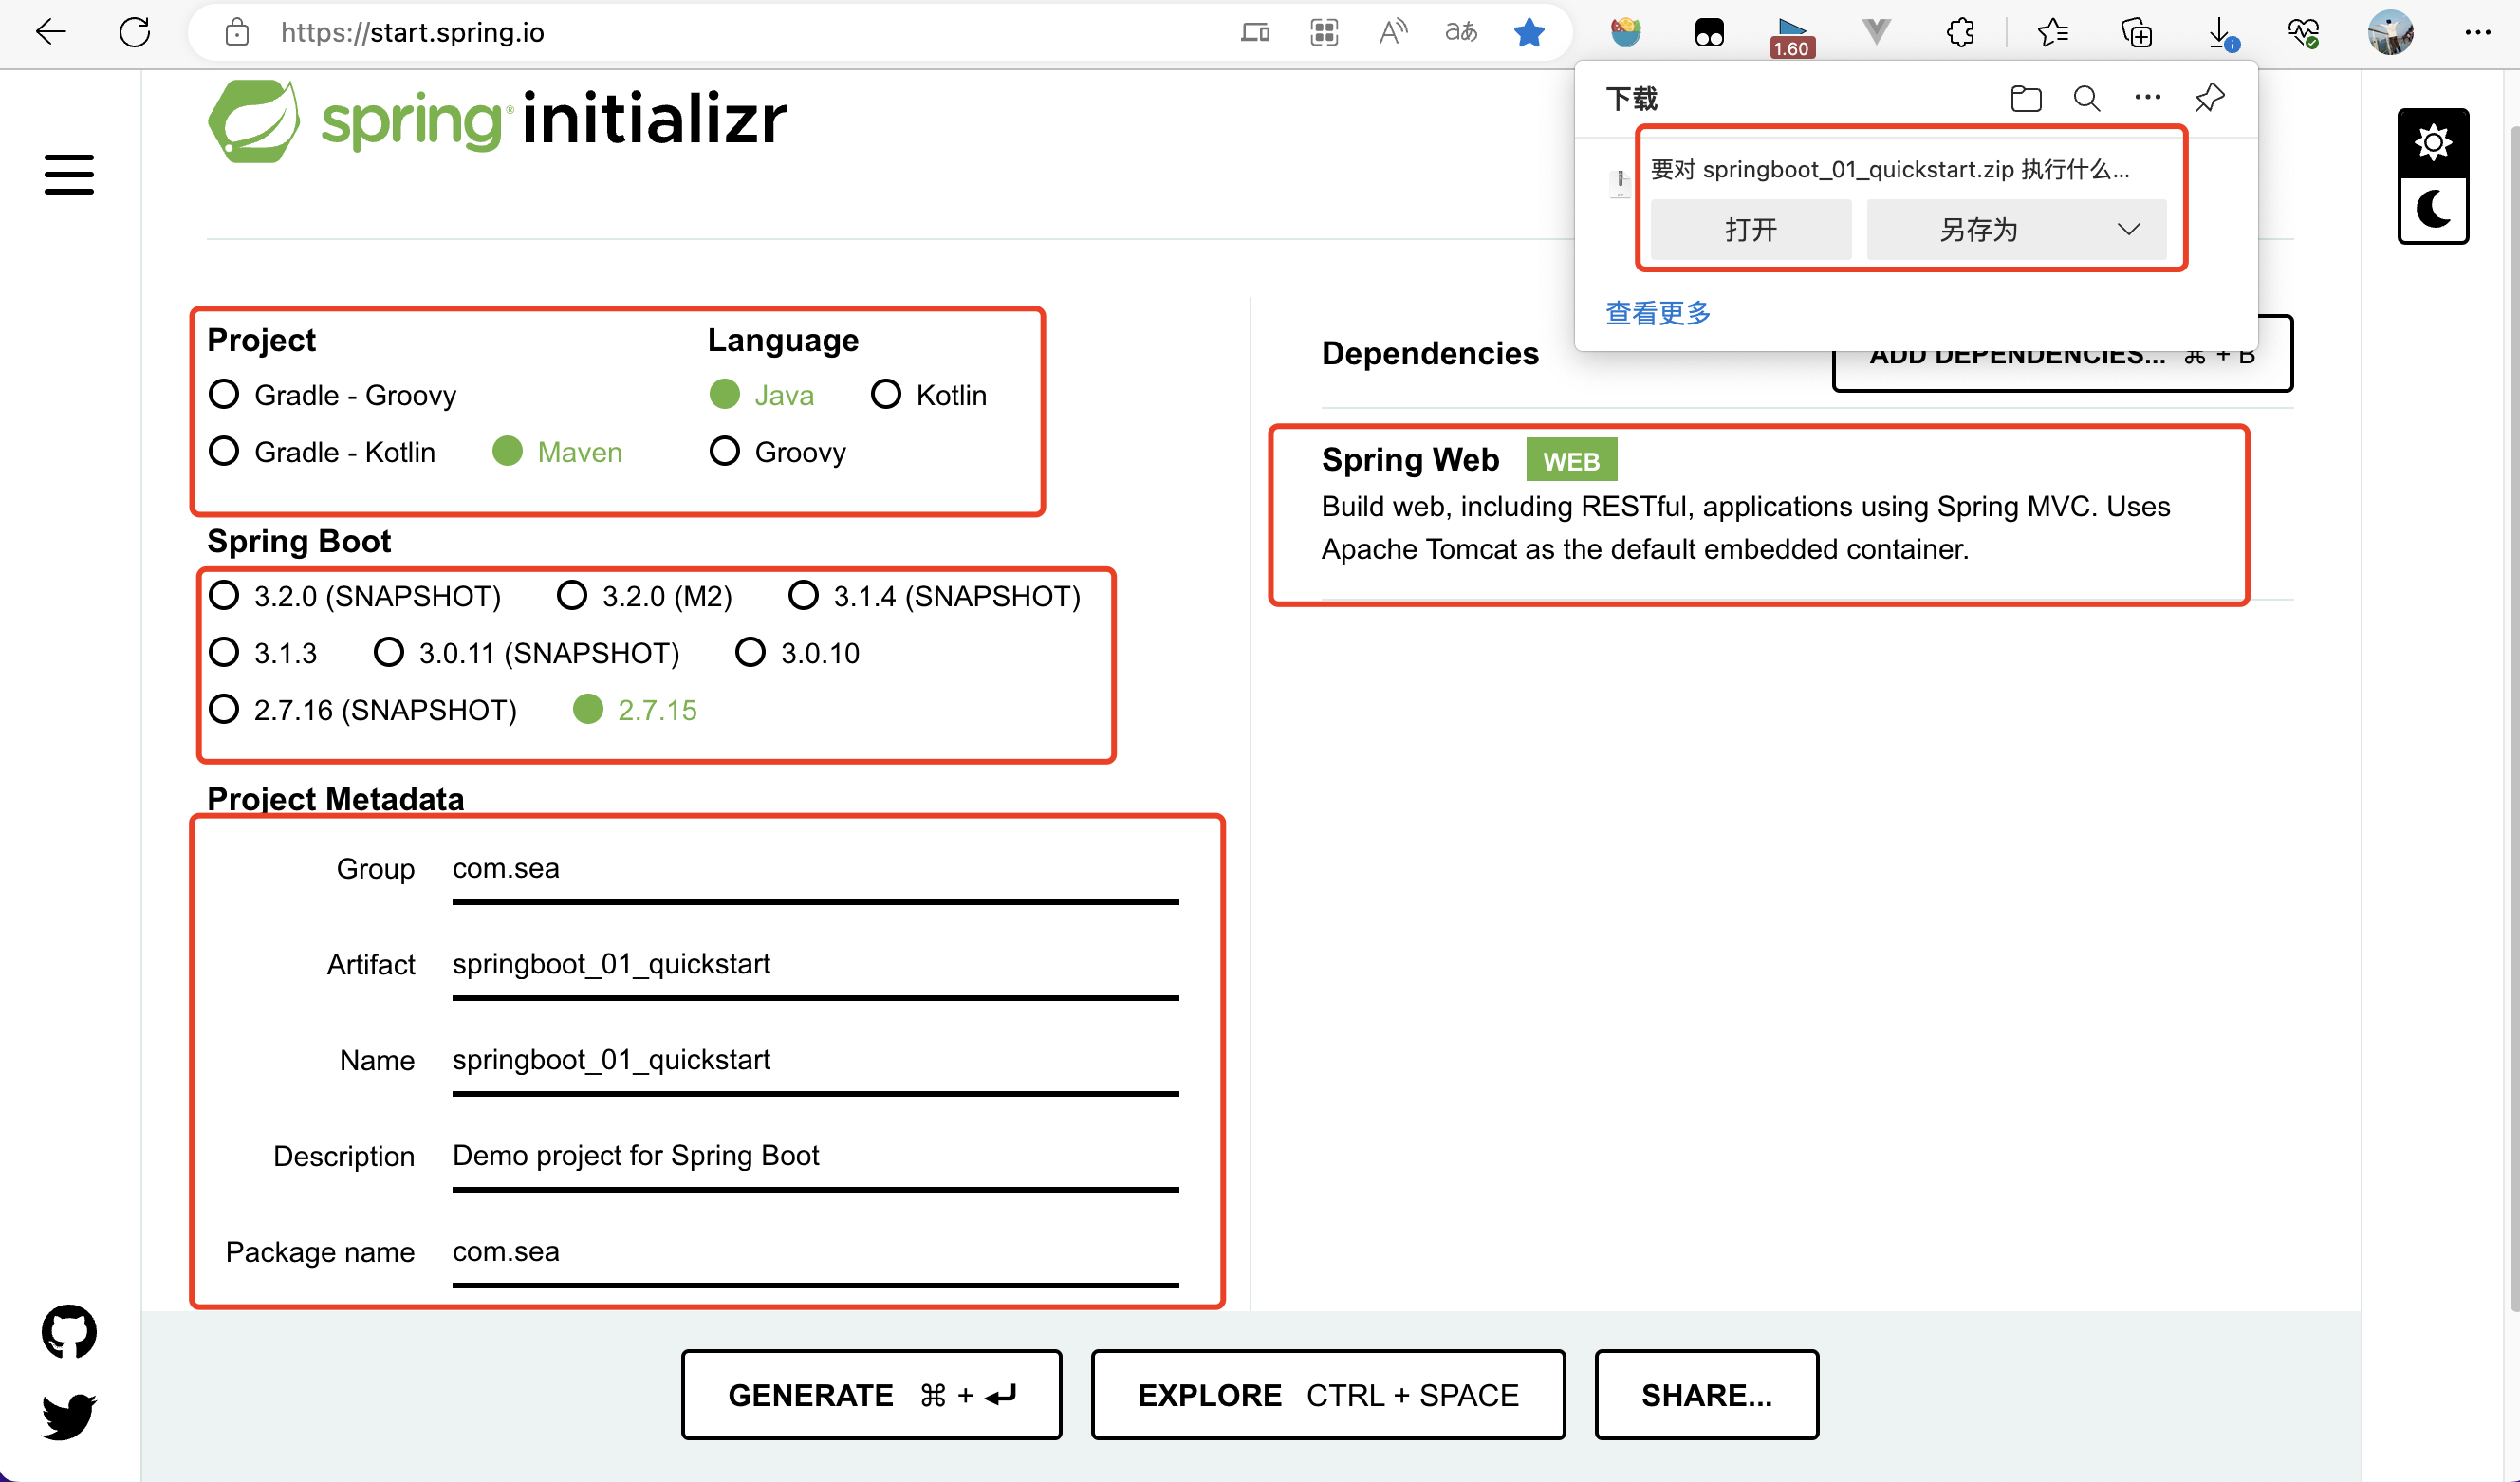 https://start.spring.io
1.60
spring initializr
下载
要对 springboot_01_quickstart.zip 执行什么...
打开
另存为
查看更多
Project
Language
Gradle - Groovy
Java
Kotlin
Gradle - Kotlin
Maven
Groovy
Spring Boot
3.2.0 (SNAPSHOT)
3.2.0 (M2)
3.1.4 (SNAPSHOT)
3.1.3
3.0.11 (SNAPSHOT)
3.0.10
2.7.16 (SNAPSHOT)
2.7.15
Project Metadata
Group
com.sea
Artifact
springboot_01_quickstart
Name
springboot_01_quickstart
Description
Demo project for Spring Boot
Package name
com.sea
Dependencies
ADD DEPENDENCIES... ⌘ + B
Spring Web WEB
Build web, including RESTful, applications using Spring MVC. Uses
Apache Tomcat as the default embedded container.
GENERATE ⌘ + ⏎
EXPLORE CTRL + SPACE
SHARE...